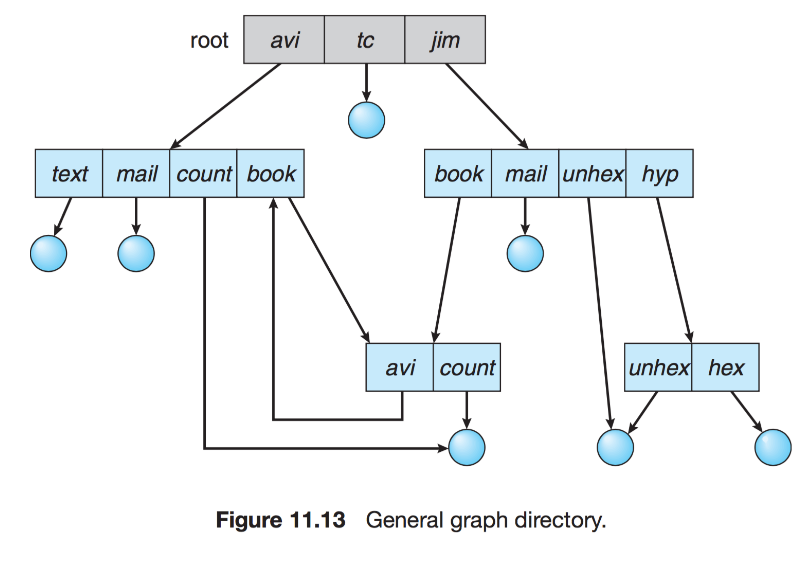 root avi tc jim
text mail count book
book mail unhex hyp
avi count
unhex hex
Figure 11.13 General graph directory.